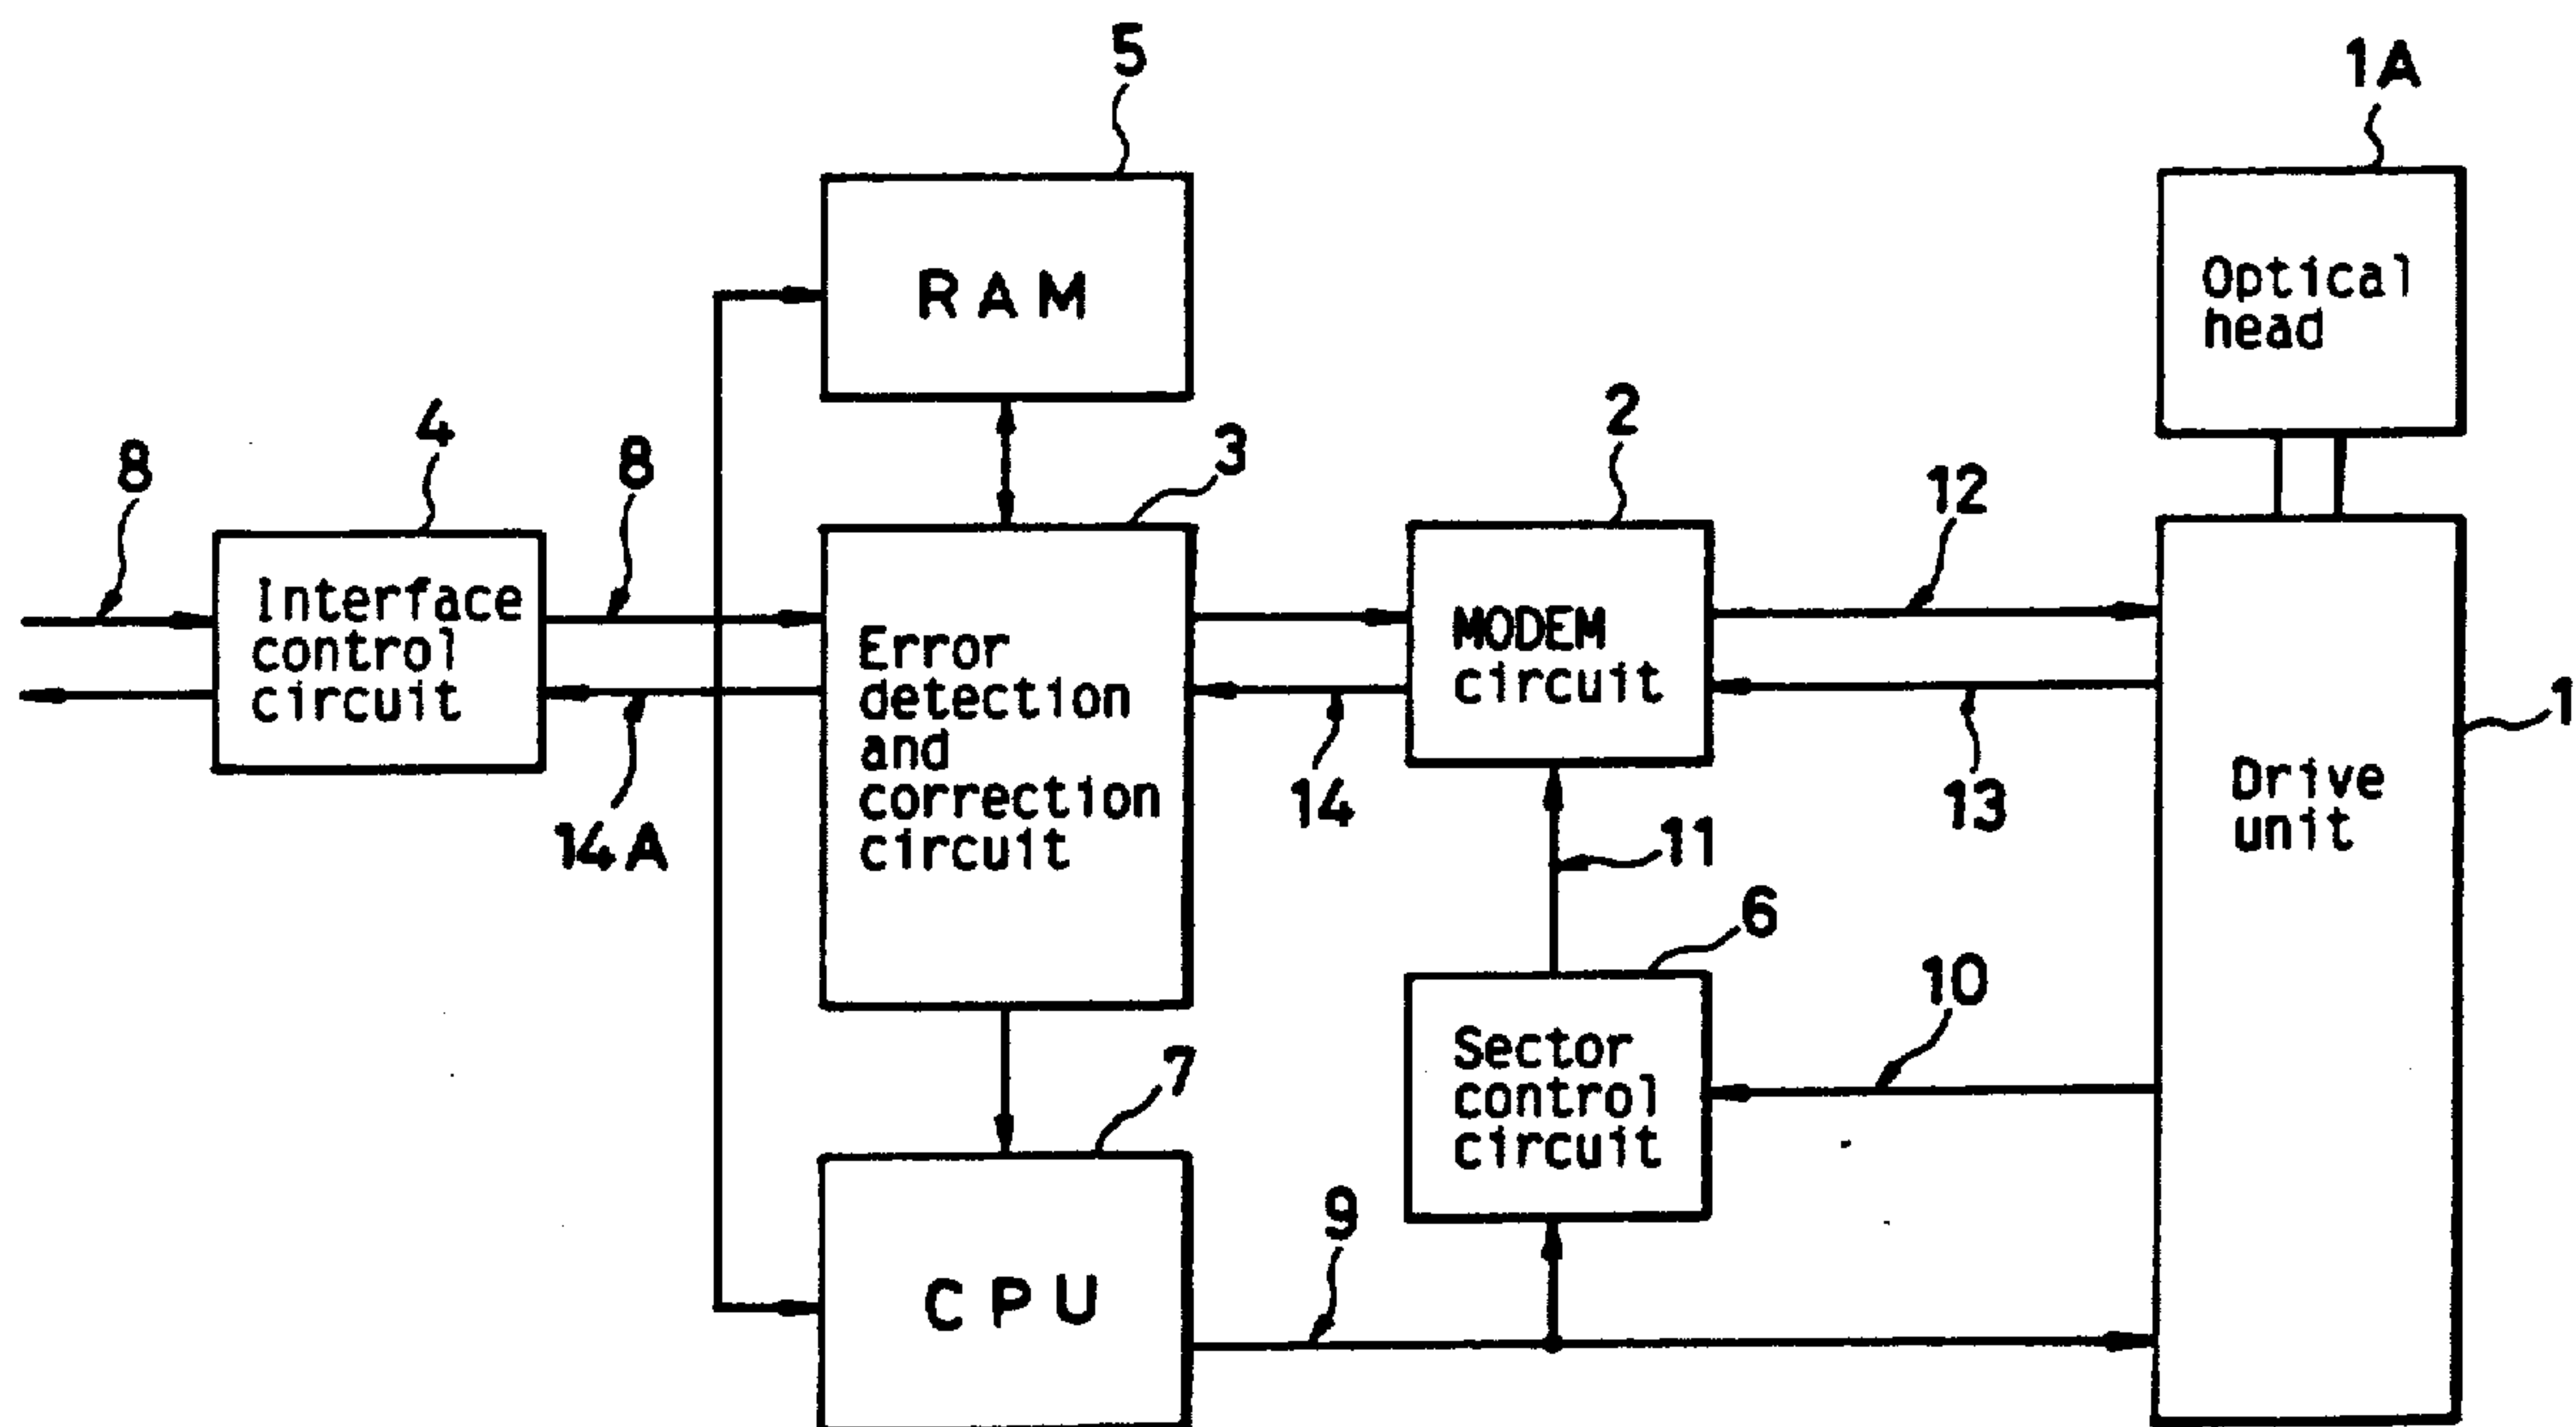 5
1A
RAM
Optical
head
4
8
8
3
2
12
Interface
control
circuit
Error
detection
and
correction
circuit
MODEM
circuit
1
14A
14
13
Drive
unit
11
6
10
7
Sector
control
circuit
9
CPU